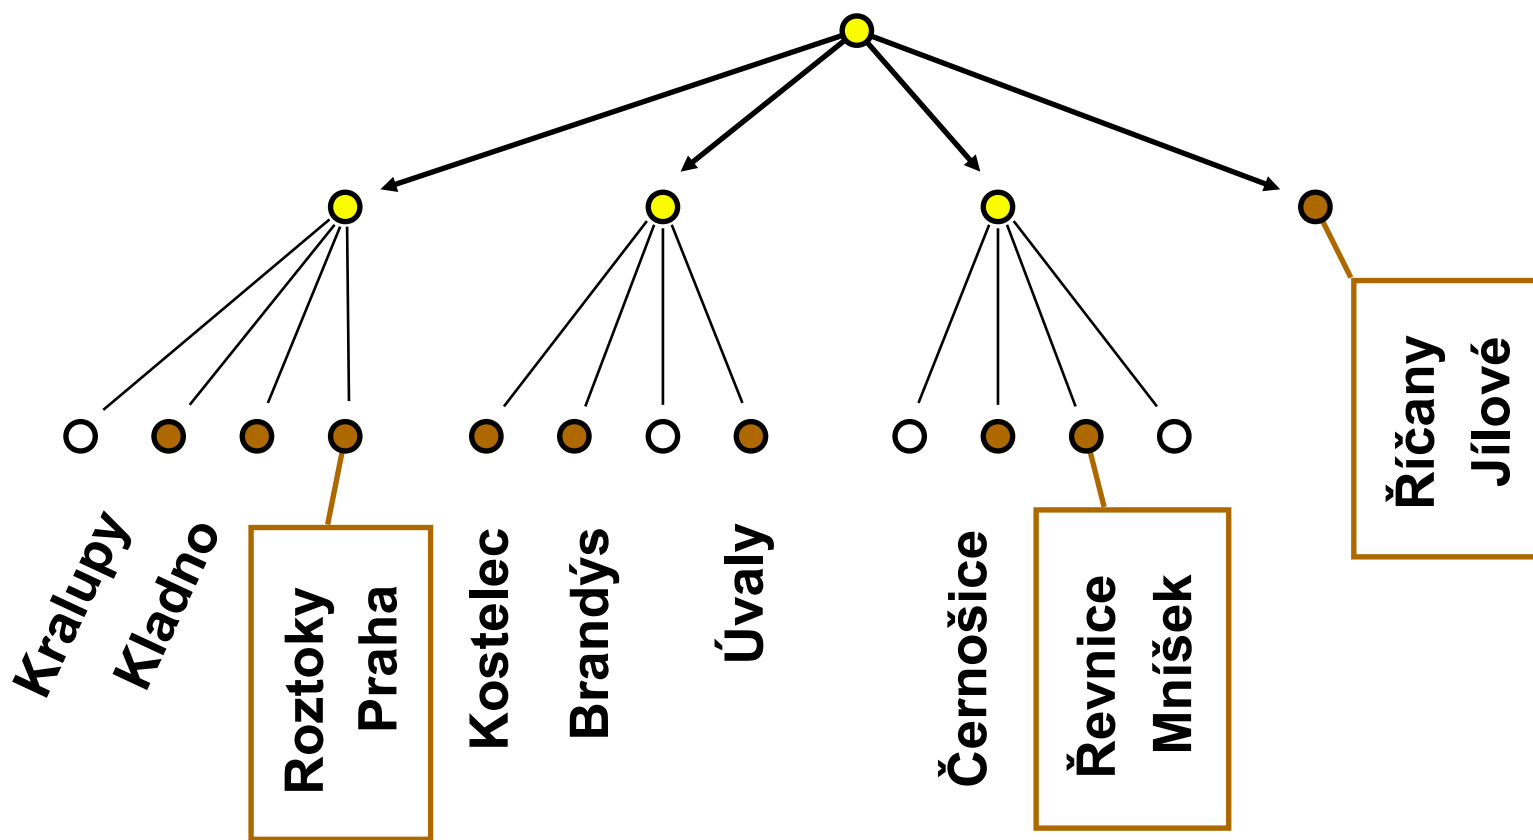 Kralupy
Kladno
Roztoky
Praha
Kostelec
Brandýs
Úvaly
Černošice
Řevnice
Mníšek
Říčany
Jílové